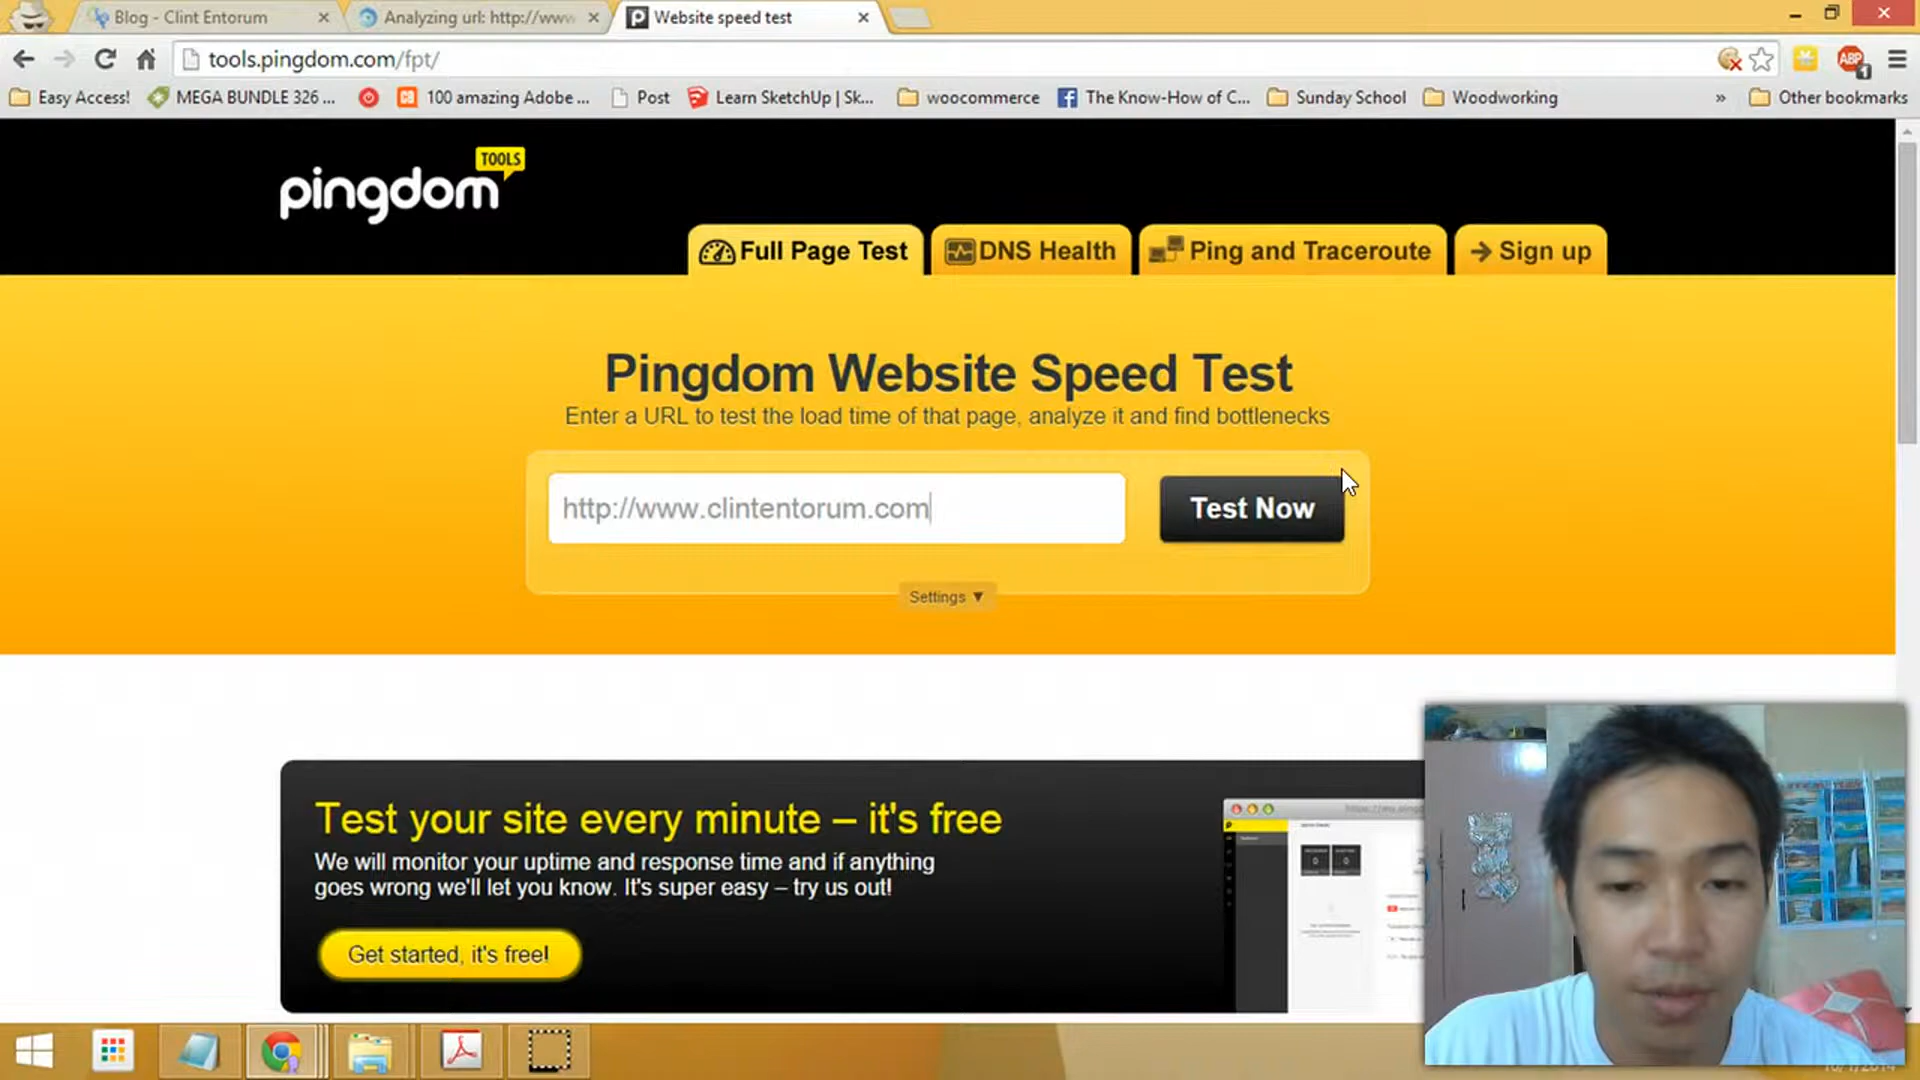 Blog - Clint Entorum
Analyzing url: http://www
Website speed test
tools.pingdom.com/fpt/
ABP
1
Easy Access!
MEGA BUNDLE 326 ...
100 amazing Adobe ...
Post
Learn SketchUp | Sk...
woocommerce
The Know-How of C...
Sunday School
Woodworking
»
Other bookmarks
pingdom
TOOLS
Full Page Test
DNS Health
Ping and Traceroute
Sign up
Pingdom Website Speed Test
Enter a URL to test the load time of that page, analyze it and find bottlenecks
http://www.clintentorum.com
Test Now
Settings ▼
Test your site every minute – it's free
We will monitor your uptime and response time and if anything
goes wrong we'll let you know. It's super easy – try us out!
Get started, it's free!